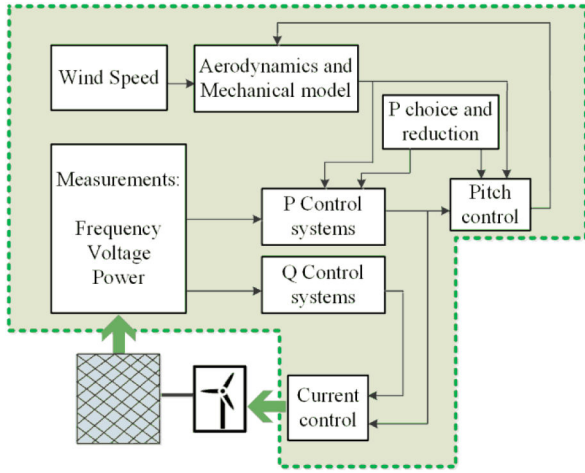 Wind Speed
Aerodynamics and
Mechanical model
P choice and
reduction
Measurements:
Frequency
Voltage
Power
P Control
systems
Pitch
control
Q Control
systems
Current
control